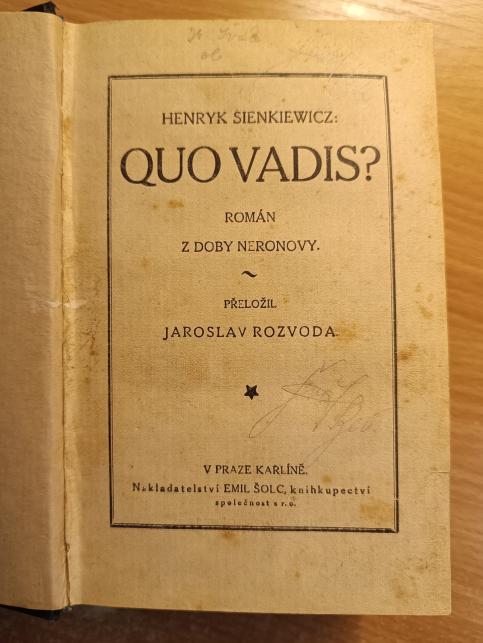 HENRYK SIENKIEWICZ:
QUO VADIS?
ROMÁN
Z DOBY NERONOVY.
PŘELOŽIL
JAROSLAV ROZVODA.
V PRAZE KARLÍNĚ.
Nakladatelství EMIL ŠOLC, knihkupectví
společnost s r. o.